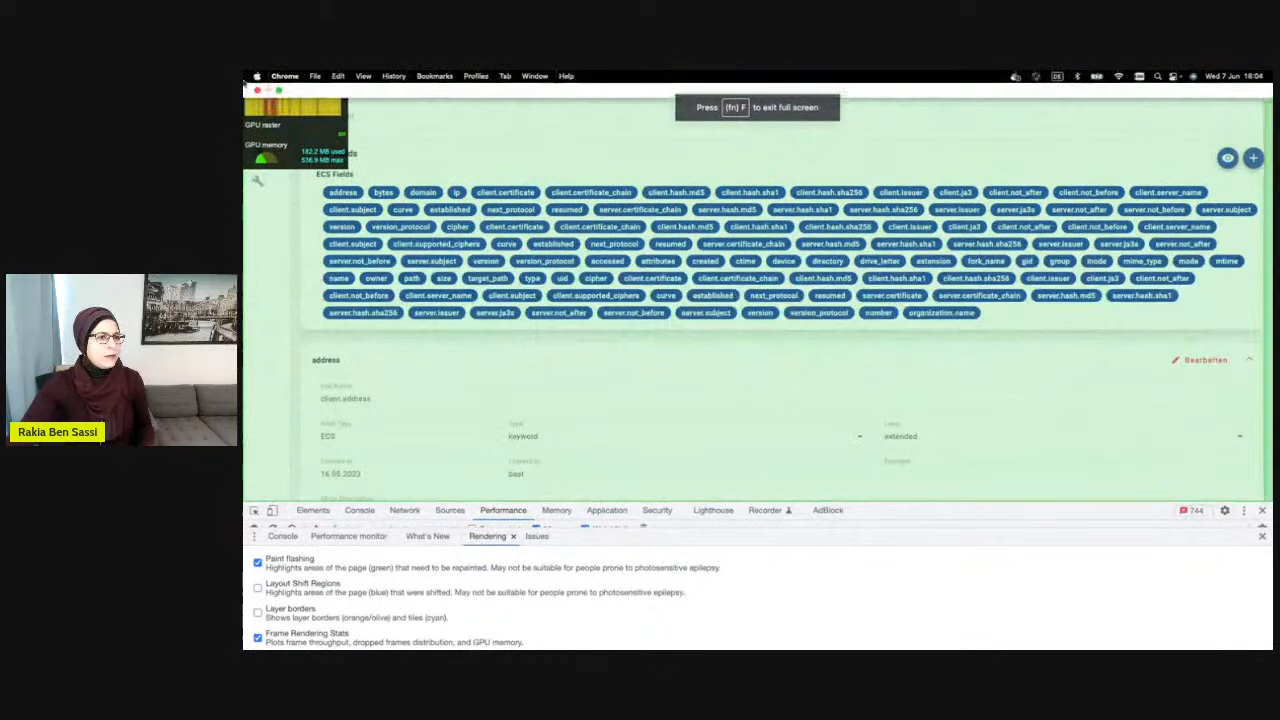 Chrome File Edit View History Bookmarks Profiles Tab Window Help DE Wed 7 Jun 16:04
Press (fn) F to exit full screen
GPU raster
on
GPU memory
182.2 MB used
536.9 MB max
ECS Fields
address bytes domain ip client.certificate client.certificate_chain client.hash.md5 client.hash.sha1 client.hash.sha256 client.issuer client.ja3 client.not_after client.not_before client.server_name
client.subject curve established next_protocol resumed server.certificate_chain server.hash.md5 server.hash.sha1 server.hash.sha256 server.issuer server.ja3s server.not_after server.not_before server.subject
version version_protocol cipher client.certificate client.certificate_chain client.hash.md5 client.hash.sha1 client.hash.sha256 client.issuer client.ja3 client.not_after client.not_before client.server_name
client.subject client.supported_ciphers curve established next_protocol resumed server.certificate_chain server.hash.md5 server.hash.sha1 server.hash.sha256 server.issuer server.ja3s server.not_after
server.not_before server.subject version version_protocol accessed attributes created ctime device directory drive_letter extension fork_name gid group inode mime_type mode mtime
name owner path size target_path type uid cipher client.certificate client.certificate_chain client.hash.md5 client.hash.sha1 client.hash.sha256 client.issuer client.ja3 client.not_after
client.not_before client.server_name client.subject client.supported_ciphers curve established next_protocol resumed server.certificate server.certificate_chain server.hash.md5 server.hash.sha1
server.hash.sha256 server.issuer server.ja3s server.not_after server.not_before server.subject version version_protocol number organization.name
address Bearbeiten
client.address
Type
ECS keyword extended
16.05.2023 bast
Rakia Ben Sassi
Elements Console Network Sources Performance Memory Application Security Lighthouse Recorder AdBlock 744
Console Performance monitor What's New Rendering Issues
Paint flashing
Highlights areas of the page (green) that need to be repainted. May not be suitable for people prone to photosensitive epilepsy.
Layout Shift Regions
Highlights areas of the page (blue) that were shifted. May not be suitable for people prone to photosensitive epilepsy.
Layer borders
Shows layer borders (orange/olive) and tiles (cyan).
Frame Rendering Stats
Plots frame throughput, dropped frames distribution, and GPU memory.